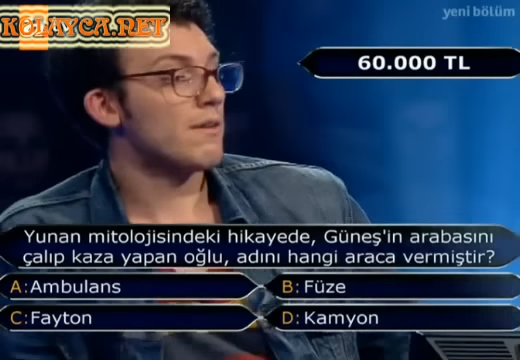 yeni bölüm
KOLAYCA.NET
60.000 TL
Yunan mitolojisindeki hikayede, Güneş'in arabasını
çalıp kaza yapan oğlu, adını hangi araca vermiştir?
A:Ambulans
B:Füze
C:Fayton
D:Kamyon